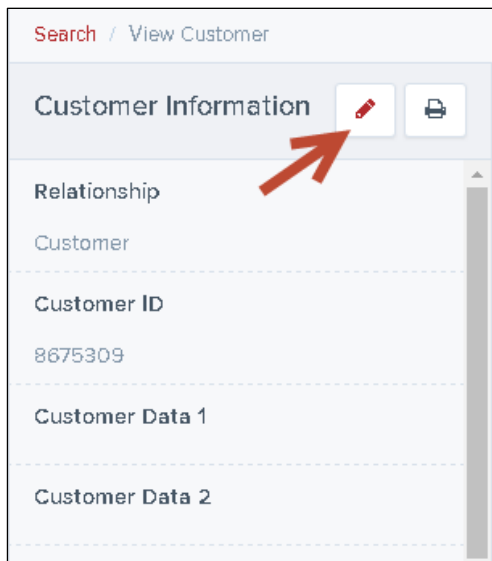 Search / View Customer
Customer Information
Relationship
Customer
Customer ID
8675309
Customer Data 1
Customer Data 2